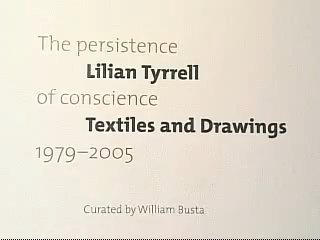 The persistence
Lilian Tyrrell
of conscience
Textiles and Drawings
1979–2005
Curated by William Busta